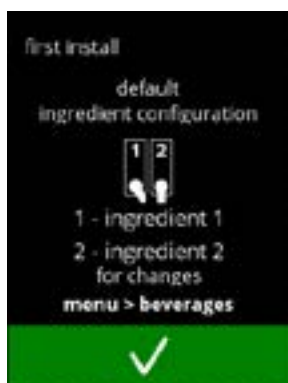 first install
default
ingredient configuration
1 2
1 - ingredient 1
2 - ingredient 2
for changes
menu > beverages